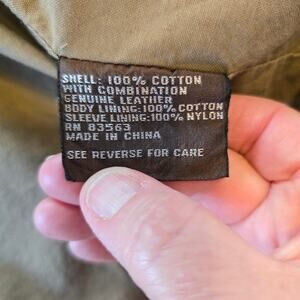 SHELL: 100% COTTON
WITH COMBINATION
GENUINE LEATHER
BODY LINING: 100% COTTON
SLEEVE LINING: 100% NYLON
RN 83563
MADE IN CHINA
SEE REVERSE FOR CARE